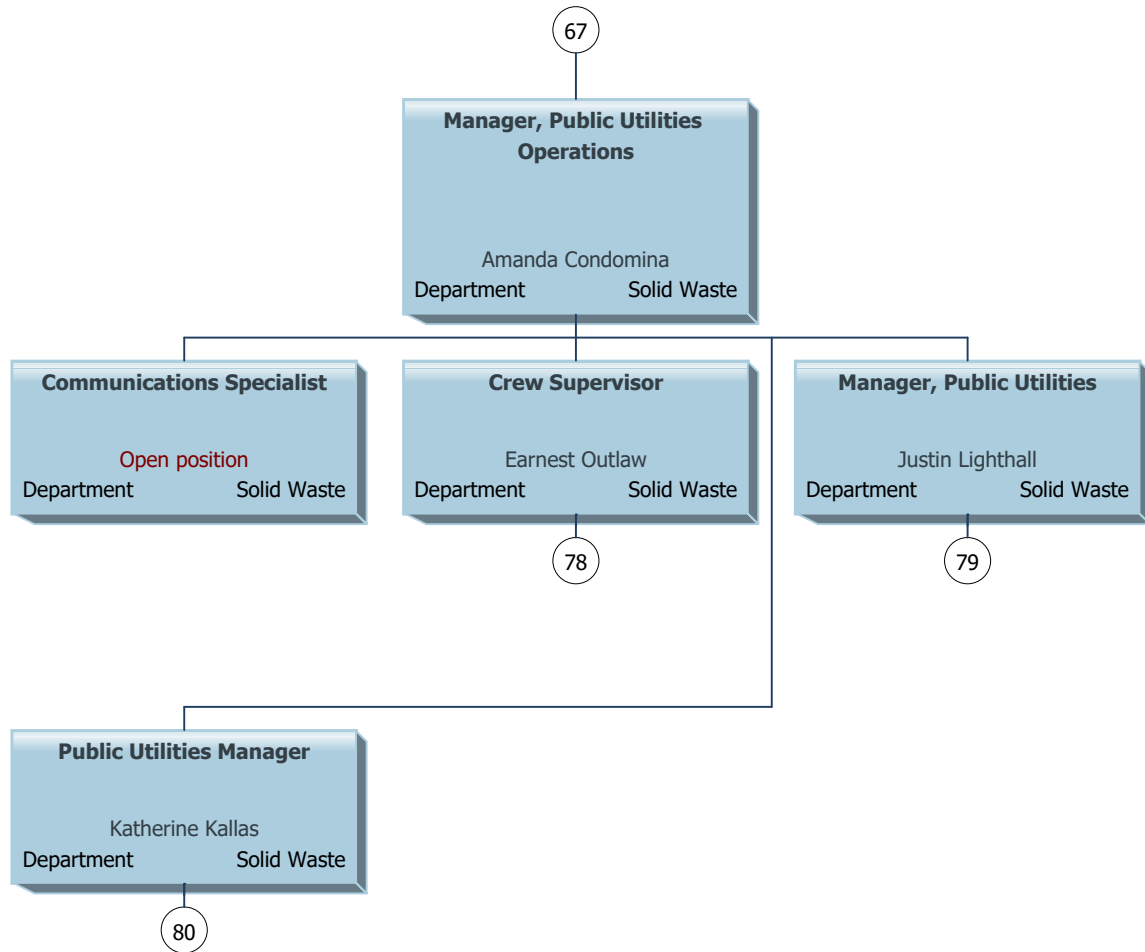 67
Manager, Public Utilities
Operations
Amanda Condomina
Department Solid Waste
Communications Specialist
Open position
Department Solid Waste
Crew Supervisor
Earnest Outlaw
Department Solid Waste
78
Manager, Public Utilities
Justin Lighthall
Department Solid Waste
79
Public Utilities Manager
Katherine Kallas
Department Solid Waste
80